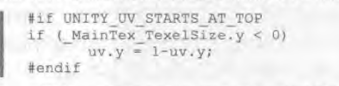 #if UNITY_UV_STARTS_AT_TOP
if (_MainTex_TexelSize.y < 0)
uv.y = 1-uv.y;
#endif